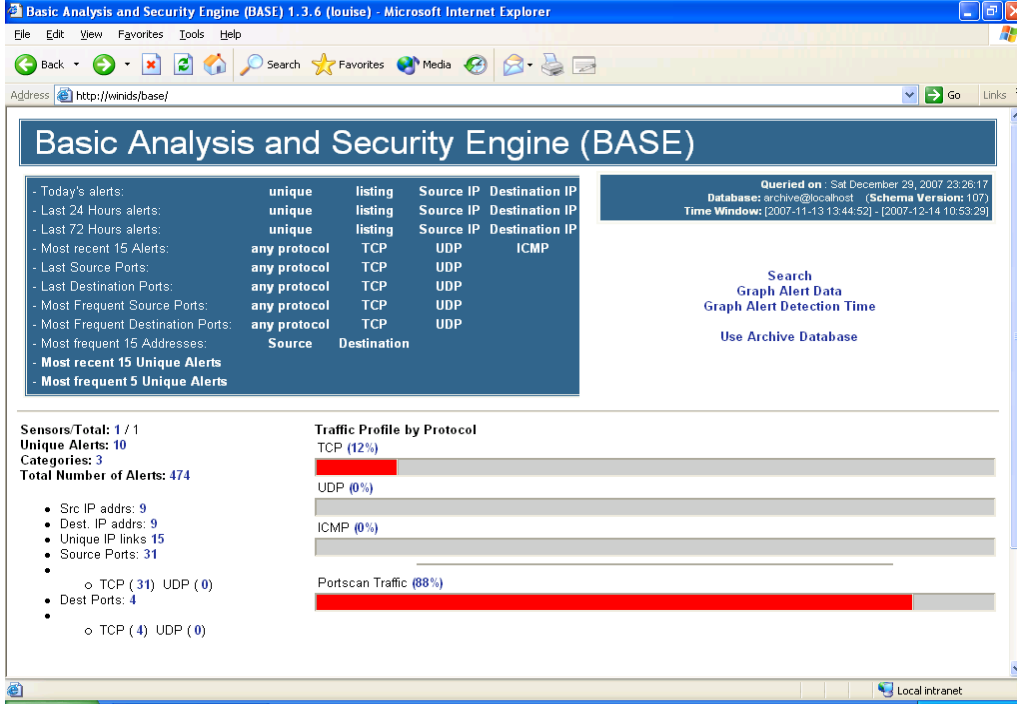 Basic Analysis and Security Engine (BASE) 1.3.6 (louise) - Microsoft Internet Explorer
File Edit View Favorites Tools Help
Back Search Favorites Media
Address http://winids/base/ Go Links
Basic Analysis and Security Engine (BASE)
- Today's alerts: unique listing Source IP Destination IP
- Last 24 Hours alerts: unique listing Source IP Destination IP
- Last 72 Hours alerts: unique listing Source IP Destination IP
- Most recent 15 Alerts: any protocol TCP UDP ICMP
- Last Source Ports: any protocol TCP UDP
- Last Destination Ports: any protocol TCP UDP
- Most Frequent Source Ports: any protocol TCP UDP
- Most Frequent Destination Ports: any protocol TCP UDP
- Most frequent 15 Addresses: Source Destination
- Most recent 15 Unique Alerts
- Most frequent 5 Unique Alerts
Queried on : Sat December 29, 2007 23:26:17
Database: archive@localhost (Schema Version: 107)
Time Window: [2007-11-13 13:44:52] - [2007-12-14 10:53:29]
Search
Graph Alert Data
Graph Alert Detection Time
Use Archive Database
Sensors/Total: 1 / 1
Unique Alerts: 10
Categories: 3
Total Number of Alerts: 474
Src IP addrs: 9
Dest. IP addrs: 9
Unique IP links 15
Source Ports: 31
TCP ( 31) UDP ( 0)
Dest Ports: 4
TCP ( 4) UDP ( 0)
Traffic Profile by Protocol
TCP (12%)
UDP (0%)
ICMP (0%)
Portscan Traffic (88%)
Local intranet